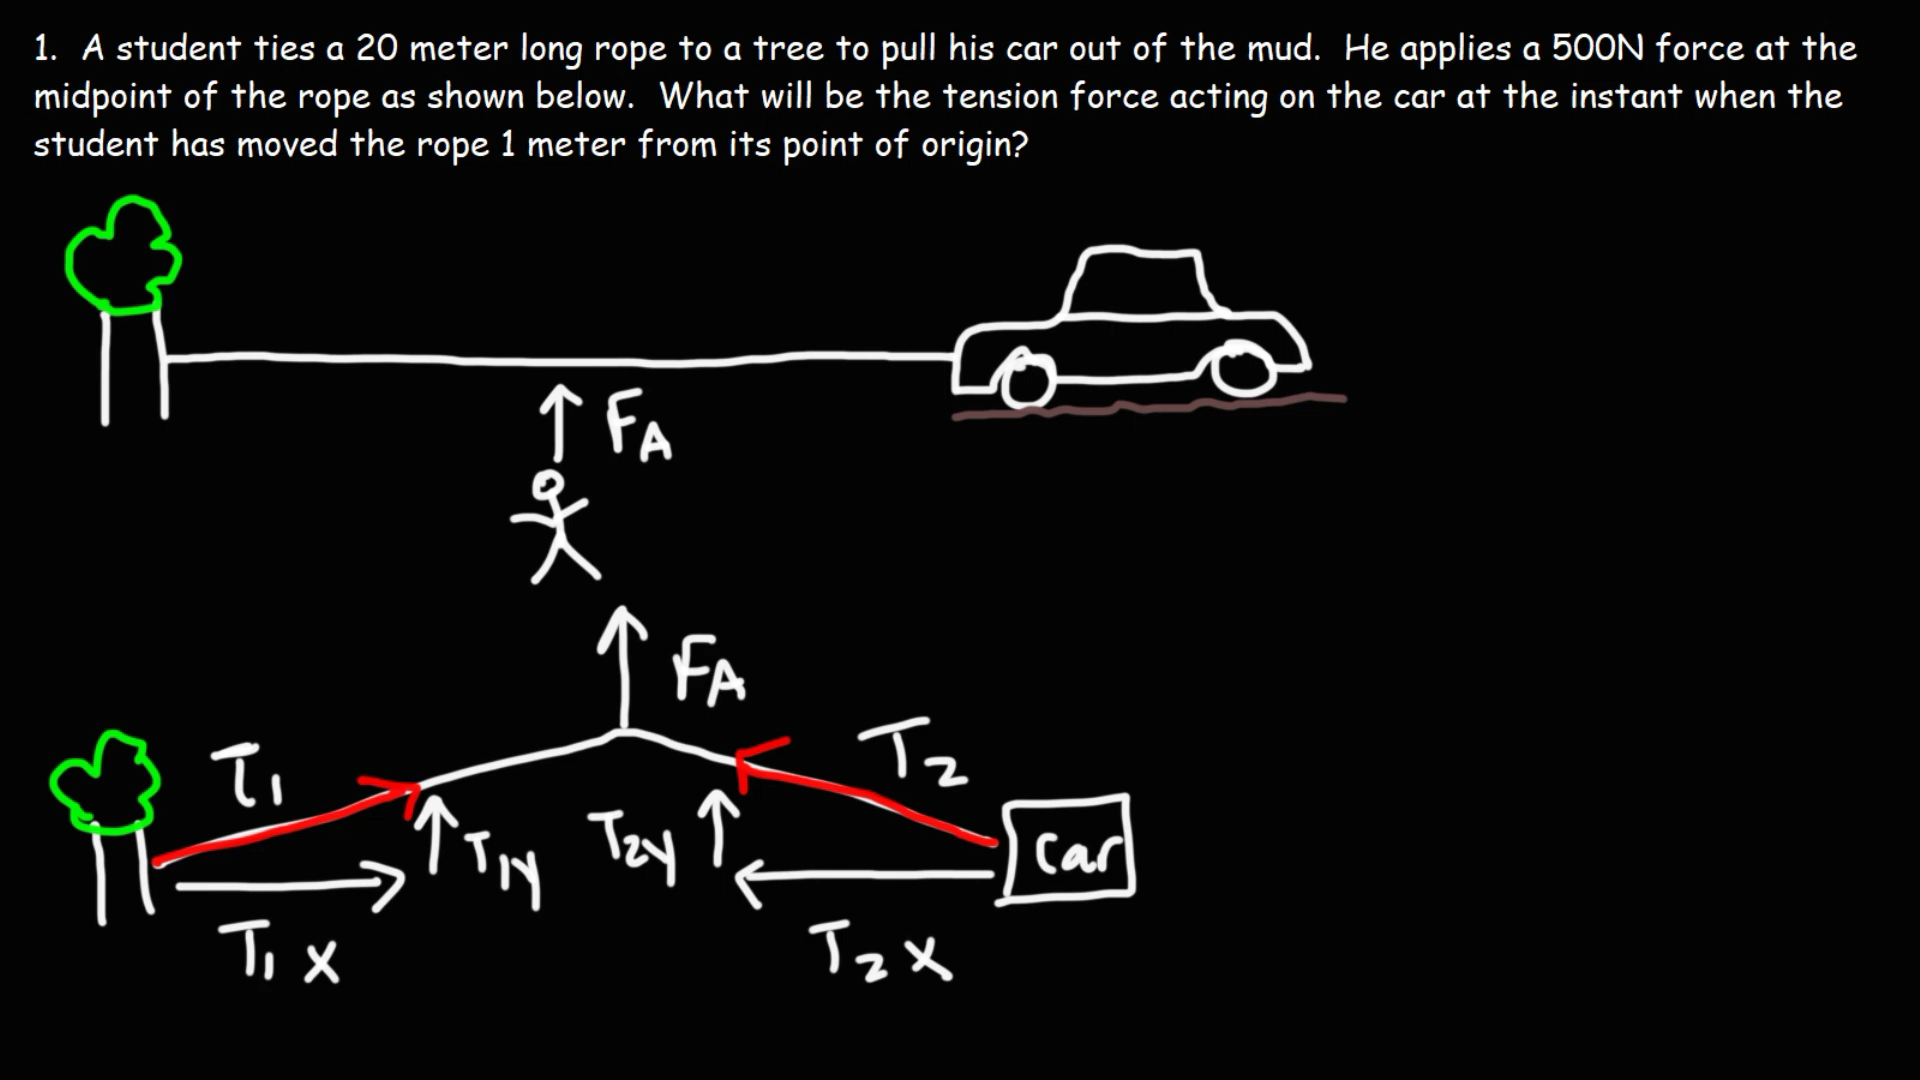 1. A student ties a 20 meter long rope to a tree to pull his car out of the mud. He applies a 500N force at the
midpoint of the rope as shown below. What will be the tension force acting on the car at the instant when the
student has moved the rope 1 meter from its point of origin?
FA
FA
T1
T2
T1y
T2y
Car
T1x
T2x